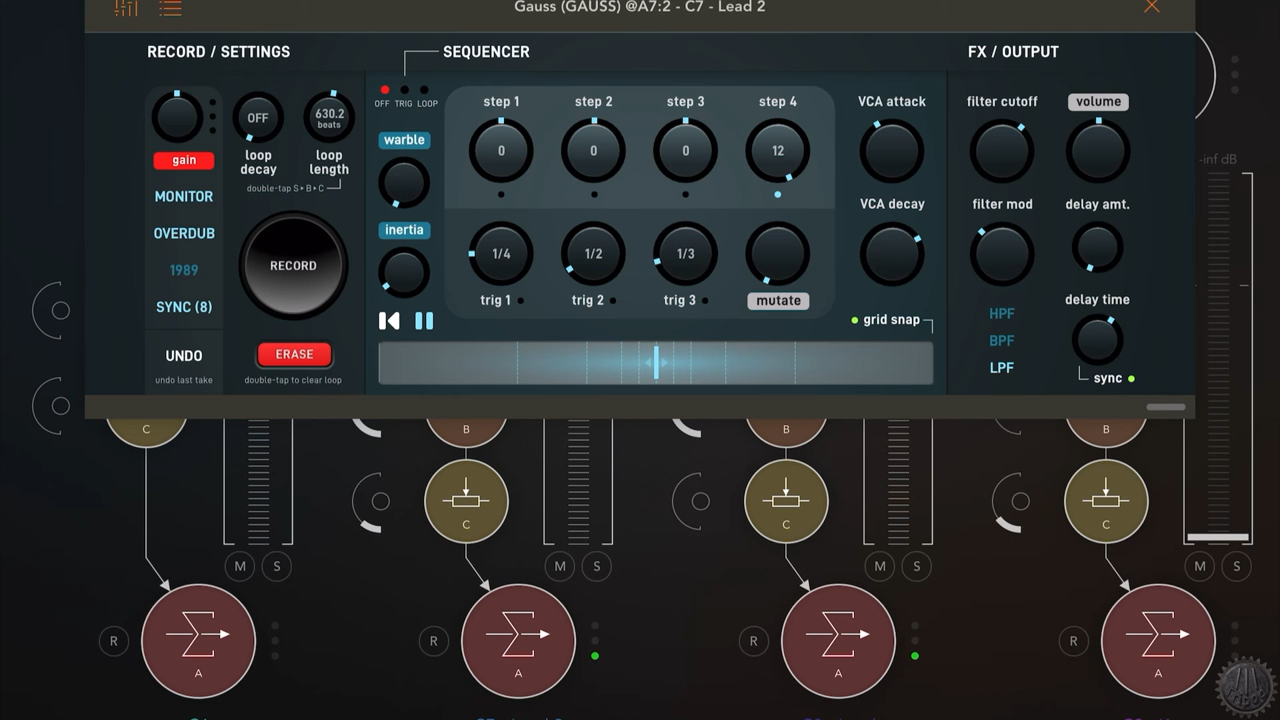 Gauss (GAUSS) @A7:2 - C7 - Lead 2
RECORD / SETTINGS
SEQUENCER
FX / OUTPUT
OFF TRIG LOOP
gain
OFF
loop
decay
630.2
beats
loop
length
double-tap S▸B▸C
MONITOR
OVERDUB
1989
SYNC (8)
UNDO
undo last take
RECORD
ERASE
double-tap to clear loop
warble
inertia
step 1
step 2
step 3
step 4
0
0
0
12
1/4
1/2
1/3
trig 1
trig 2
trig 3
mutate
VCA attack
VCA decay
grid snap
filter cutoff
volume
filter mod
delay amt.
HPF
BPF
LPF
delay time
sync
-inf dB
C
B
B
B
C
C
C
M S
M S
M S
M S
R
A
R
A
R
A
R
A